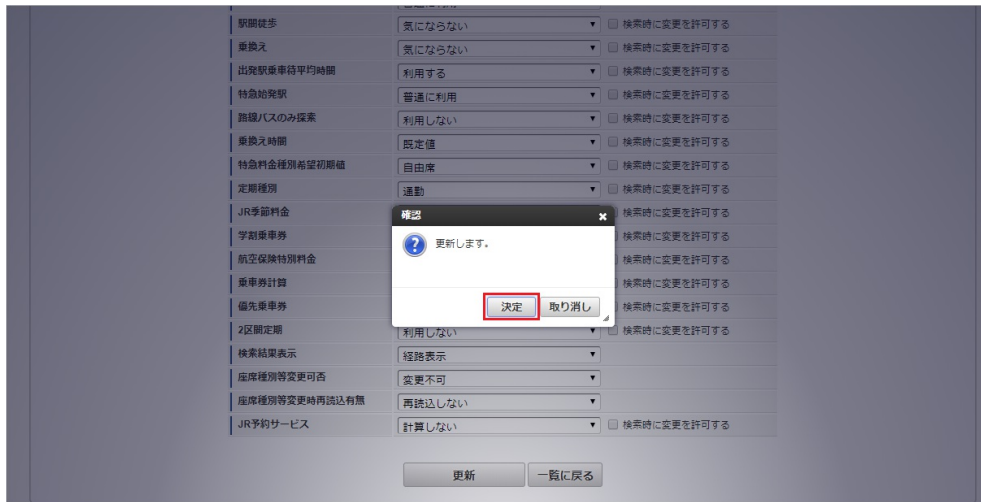 駅間徒歩 気にならない 検索時に変更を許可する
乗換え 気にならない 検索時に変更を許可する
出発駅乗車待平均時間 利用する 検索時に変更を許可する
特急始発駅 普通に利用 検索時に変更を許可する
路線バスのみ探索 利用しない 検索時に変更を許可する
乗換え時間 既定値 検索時に変更を許可する
特急料金種別希望初期値 自由席 検索時に変更を許可する
定期種別 通勤 検索時に変更を許可する
JR季節料金 検索時に変更を許可する
学割乗車券 検索時に変更を許可する
航空保険特別料金 検索時に変更を許可する
乗車券計算 検索時に変更を許可する
優先乗車券 検索時に変更を許可する
確認
更新します。
決定 取り消し
2区間定期 利用しない 検索時に変更を許可する
検索結果表示 経路表示
座席種別等変更可否 変更不可
座席種別等変更時再読込有無 再読込しない
JR予約サービス 計算しない 検索時に変更を許可する
更新 一覧に戻る